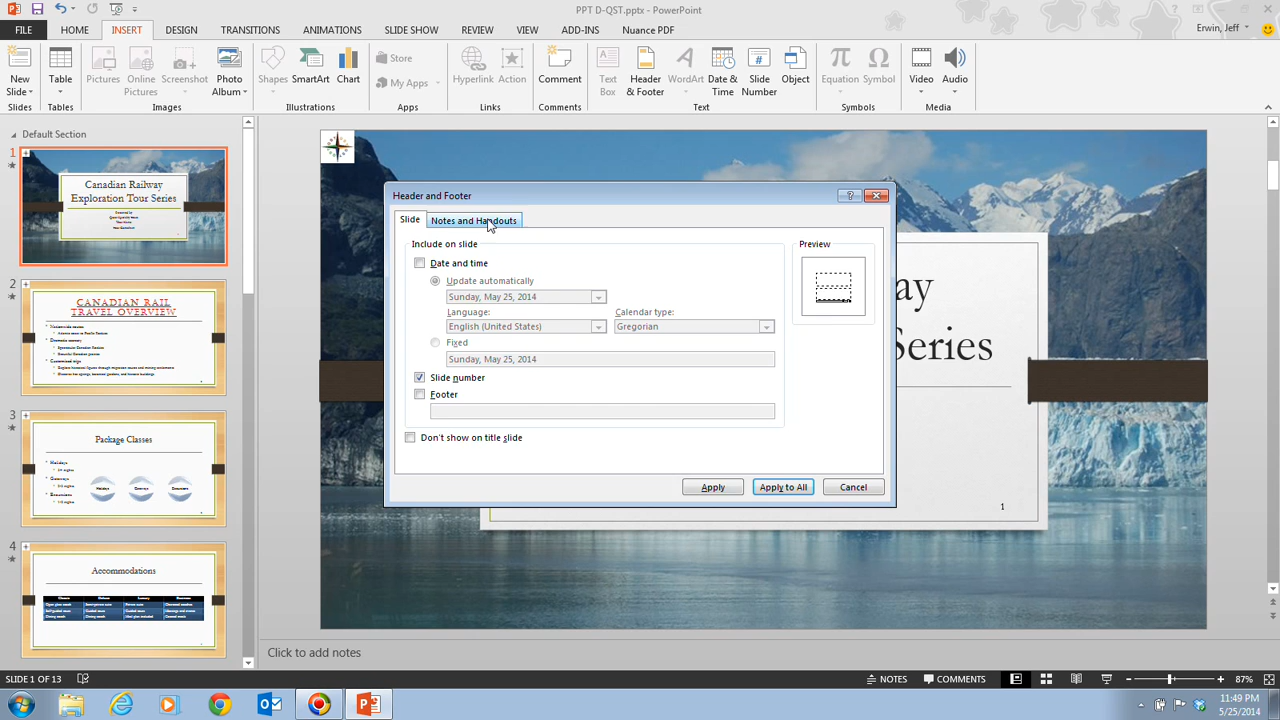 PPT D-QST.pptx - PowerPoint
FILE HOME INSERT DESIGN TRANSITIONS ANIMATIONS SLIDE SHOW REVIEW VIEW ADD-INS Nuance PDF Erwin, Jeff
New Slide
Table
Pictures
Online Pictures
Screenshot
Photo Album
Shapes
SmartArt
Chart
Store
My Apps
Hyperlink
Action
Comment
Text Box
Header & Footer
WordArt
Date & Time
Slide Number
Object
Equation
Symbol
Video
Audio
Slides Tables Images Illustrations Apps Links Comments Text Symbols Media
Default Section
1
Canadian Railway
Exploration Tour Series
2
CANADIAN RAIL
TRAVEL OVERVIEW
3
Package Classes
Holidays
Getaways
Excursions
4
Accommodations
ay
Series
1
Header and Footer
Slide Notes and Handouts
Include on slide
Date and time
Update automatically
Sunday, May 25, 2014
Language: Calendar type:
English (United States) Gregorian
Fixed
Sunday, May 25, 2014
Slide number
Footer
Don't show on title slide
Preview
Apply Apply to All Cancel
Click to add notes
SLIDE 1 OF 13 NOTES COMMENTS 87%
11:49 PM
5/25/2014